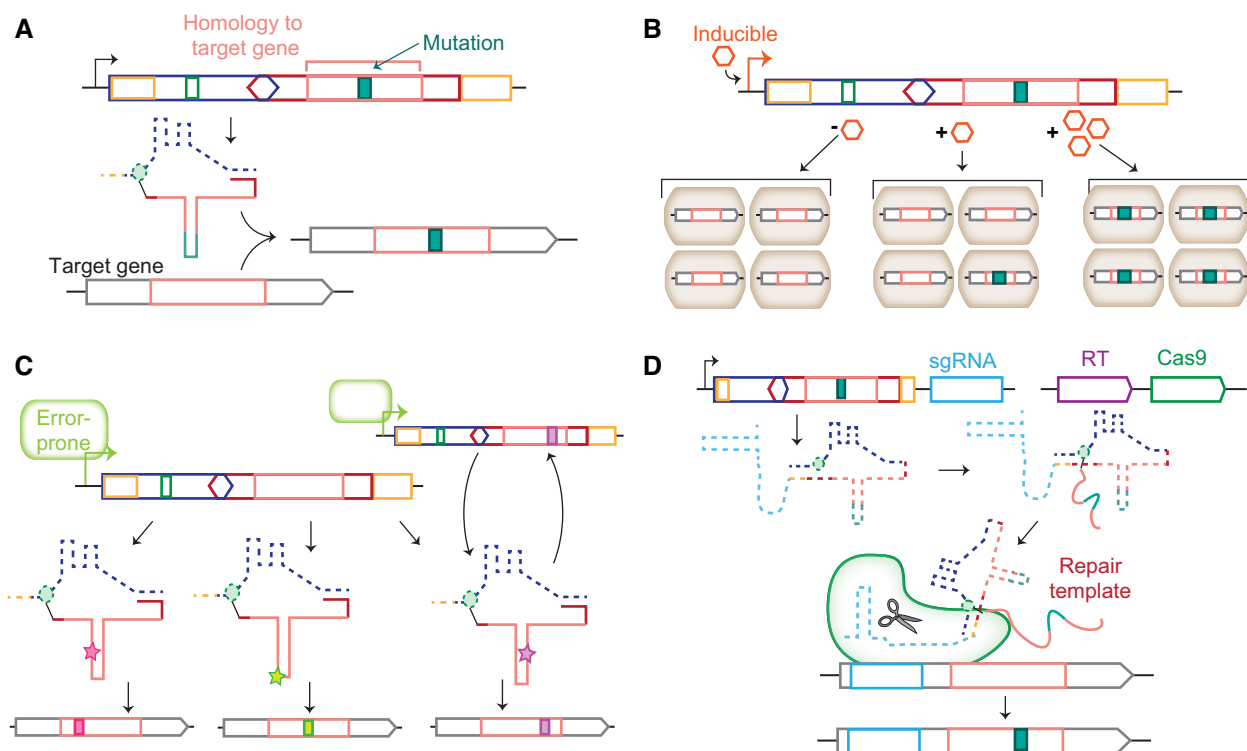 A
Homology to
target gene
Mutation
Target gene
B
Inducible
-
+
+
C
Error-
prone
D
sgRNA
RT
Cas9
Repair
template